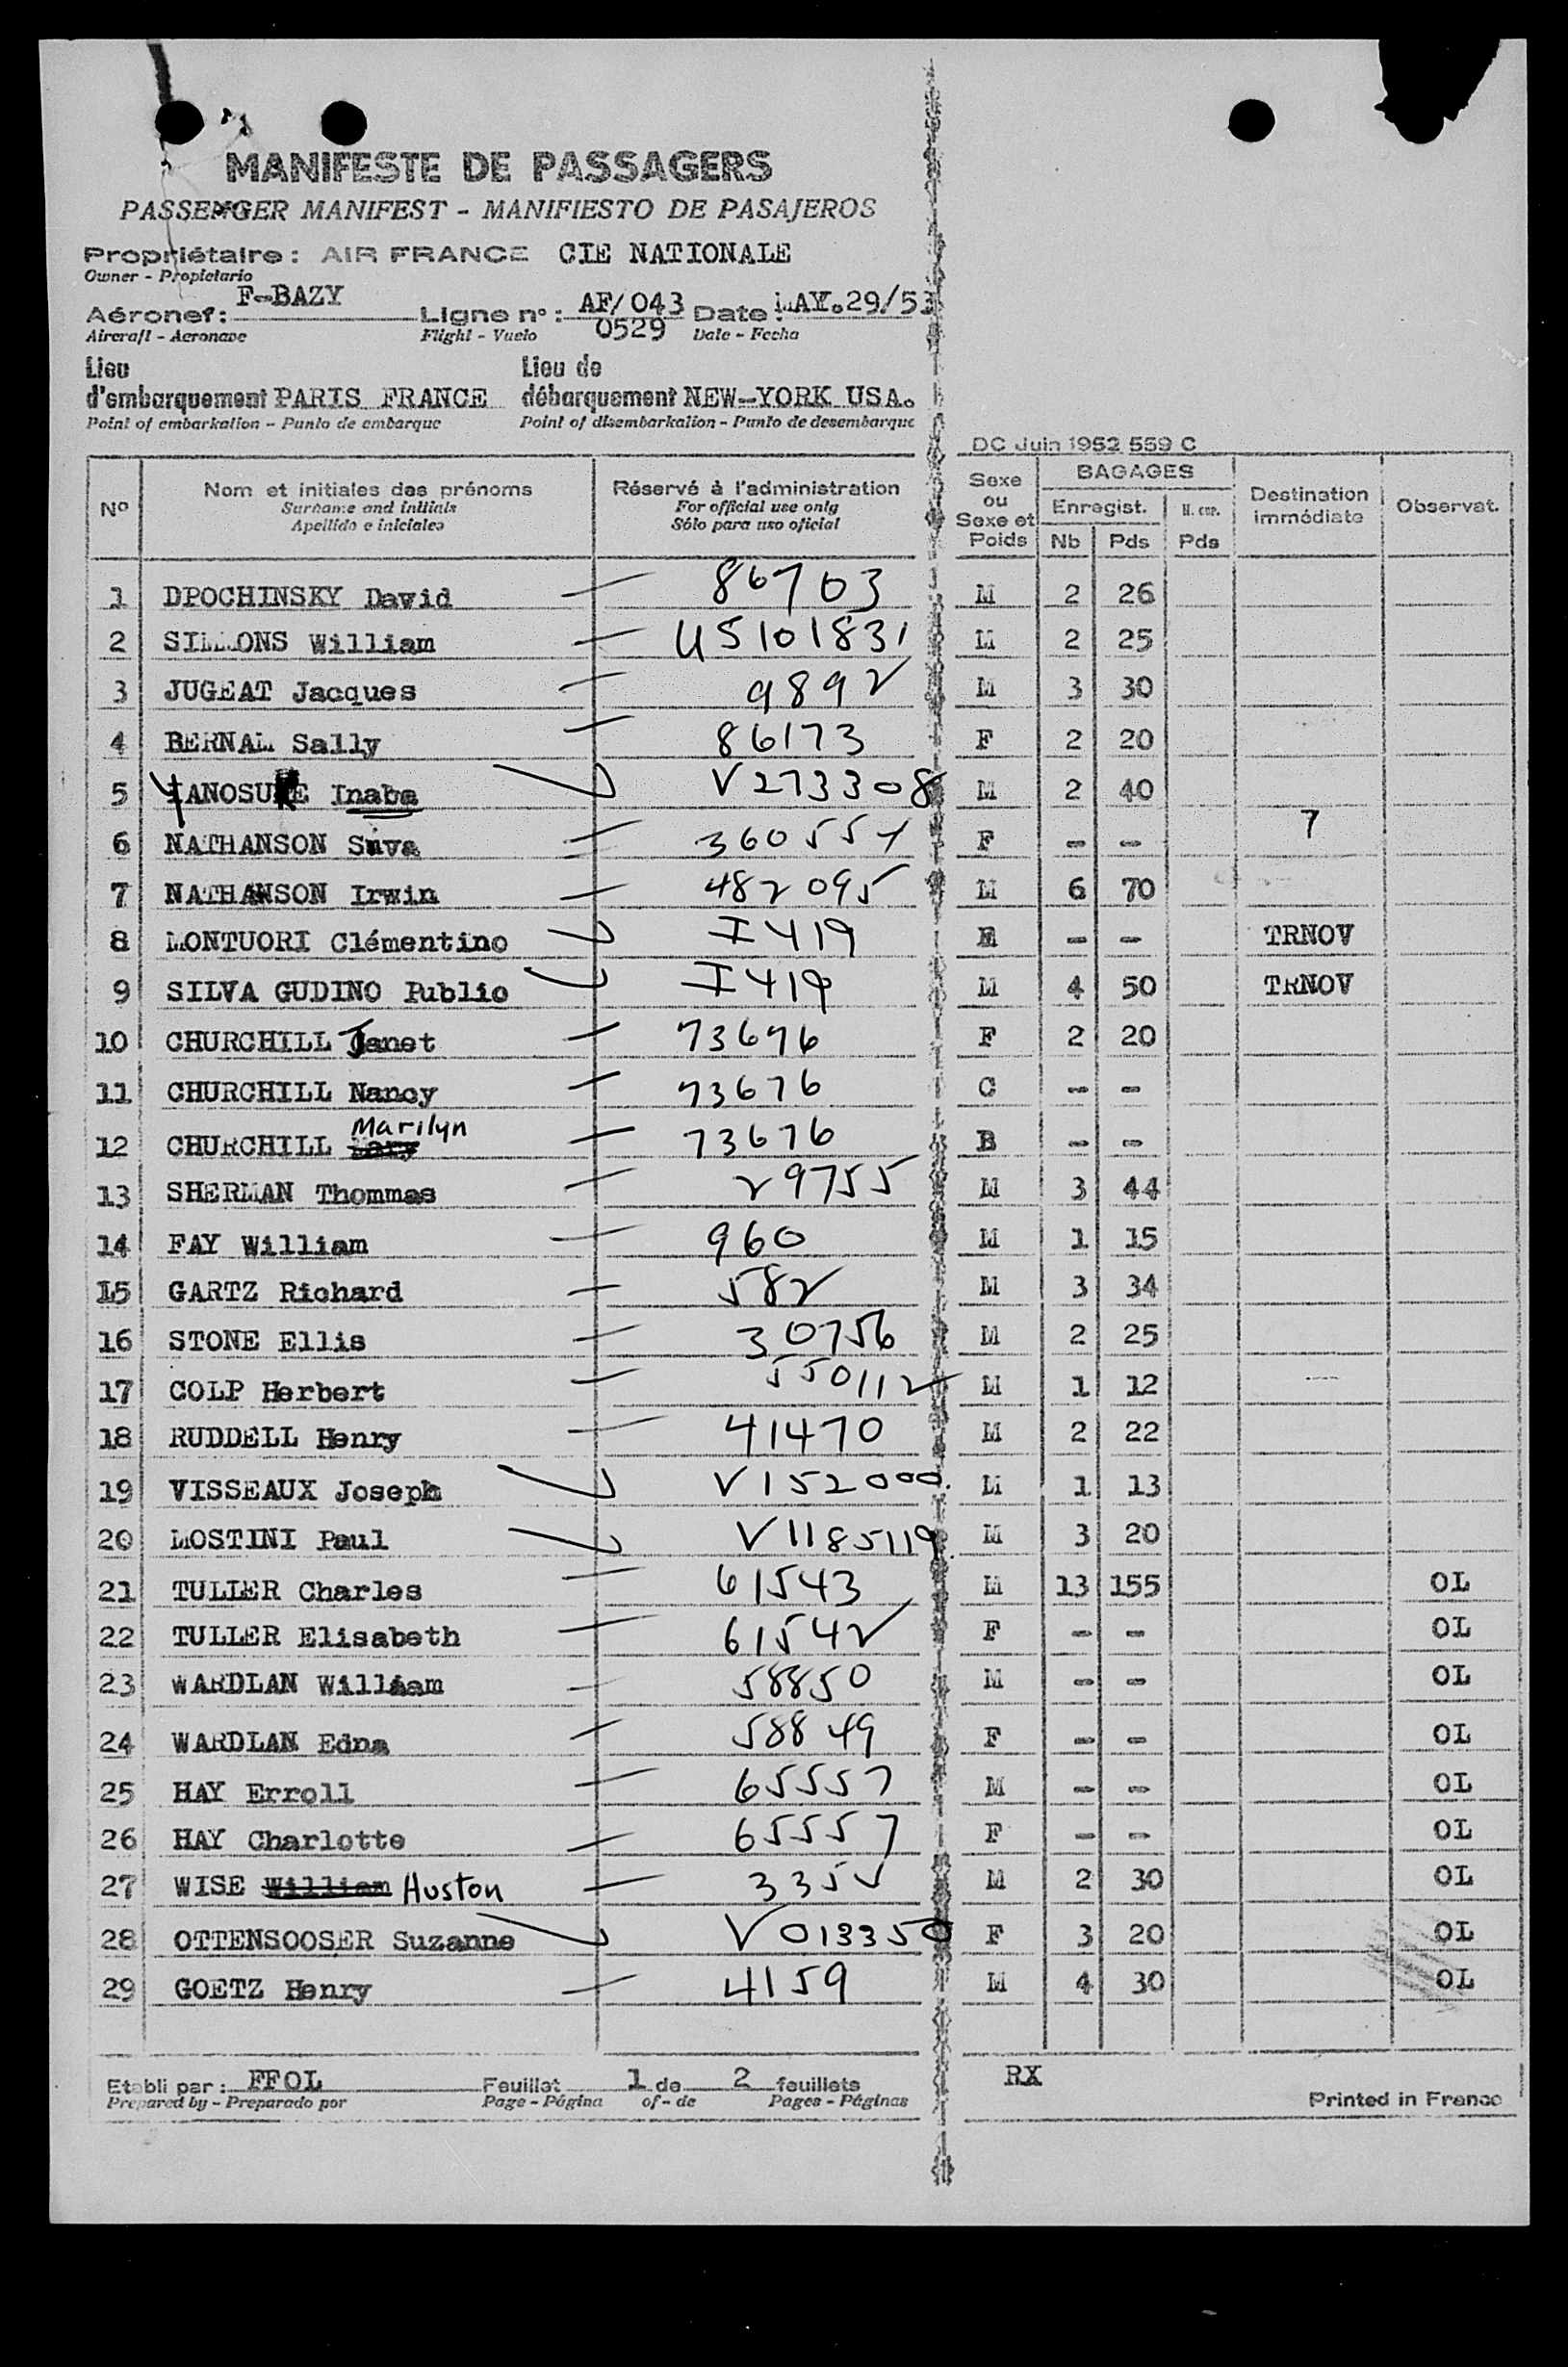 MANIFESTE DE PASSAGERS
PASSENGER MANIFEST - MANIFIESTO DE PASAJEROS
Propriétaire : AIR FRANCE CIE NATIONALE
Owner - Propietario
Aéronef: F-BAZY Ligne n° : AF/043 0529 Date : MAY.29/53
Aircraft - Aeronave Flight - Vuelo Date - Fecha
Lieu d'embarquement PARIS FRANCE Lieu de débarquement NEW-YORK USA.
Point of embarkation - Punto de embarque Point of disembarkation - Punto de desembarque
DC Juin 1952 559 C
N° Nom et initiales des prénoms Réservé à l'administration Sexe ou Sexe et Poids BAGAGES Destination immédiate Observat.
Surname and initials For official use only Enregist.
Apellido e iniciales Sólo para uso oficial Nb Pds Pds
1 DPOCHINSKY David — 86703 M 2 26
2 SIMMONS William — US101831 M 2 25
3 JUGEAT Jacques — 9892 M 3 30
4 BERNAL Sally — 86173 F 2 20
5 YANOSUKE Inaba V273308 M 2 40
6 NATHANSON Suva — 360557 F - - 7
7 NATHANSON Irwin — 482095 M 6 70
8 MONTUORI Clémentino I419 - - TRNOV
9 SILVA GUDINO Publio I419 M 4 50 TRNOV
10 CHURCHILL Janet — 73676 F 2 20
11 CHURCHILL Nancy — 73676 C - -
12 CHURCHILL Mary Marilyn — 73676 B - -
13 SHERMAN Thommas — 29755 M 3 44
14 FAY William — 960 M 1 15
15 GARTZ Richard — 582 M 3 34
16 STONE Ellis — 30756 M 2 25
17 COLP Herbert — 550112 M 1 12
18 RUDDELL Henry — 41470 M 2 22
19 VISSEAUX Joseph V152000. M 1 13
20 MOSTINI Paul V1185119. M 3 20
21 TULLER Charles — 61543 M 13 155 OL
22 TULLER Elisabeth — 61542 F - - OL
23 WARDLAN William — 58850 M - - OL
24 WARDLAN Edna — 58849 F - - OL
25 HAY Erroll — 65557 M - - OL
26 HAY Charlotte — 65557 F - - OL
27 WISE William Huston — 3352 M 2 30 OL
28 OTTENSOOSER Suzanne V013350 F 3 20 OL
29 GOETZ Henry — 4159 M 4 30 OL
Etabli par : FFOL Feuillet 1 de 2 feuillets RX
Prepared by - Preparado por Page - Página of - de Pages - Páginas Printed in France